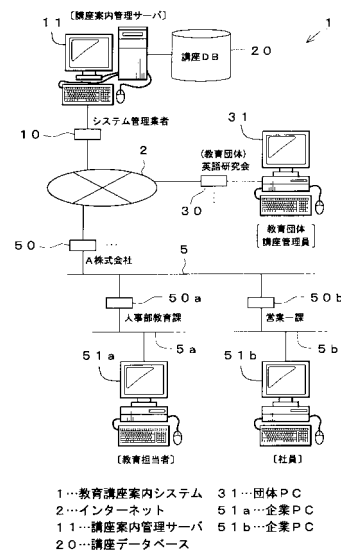 〔講座案内管理サーバ〕
1
11
講座DB
20
システム管理業者
31
10
2
(教育団体)
英語研究会
30
教育団体
講座管理員
50
A株式会社
5
50a
50b
人事部教育課
営業一課
5a
5b
51a
51b
〔教育担当者〕
〔社員〕
1…教育講座案内システム 31…団体PC
2…インターネット 51a…企業PC
11…講座案内管理サーバ 51b…企業PC
20…講座データベース